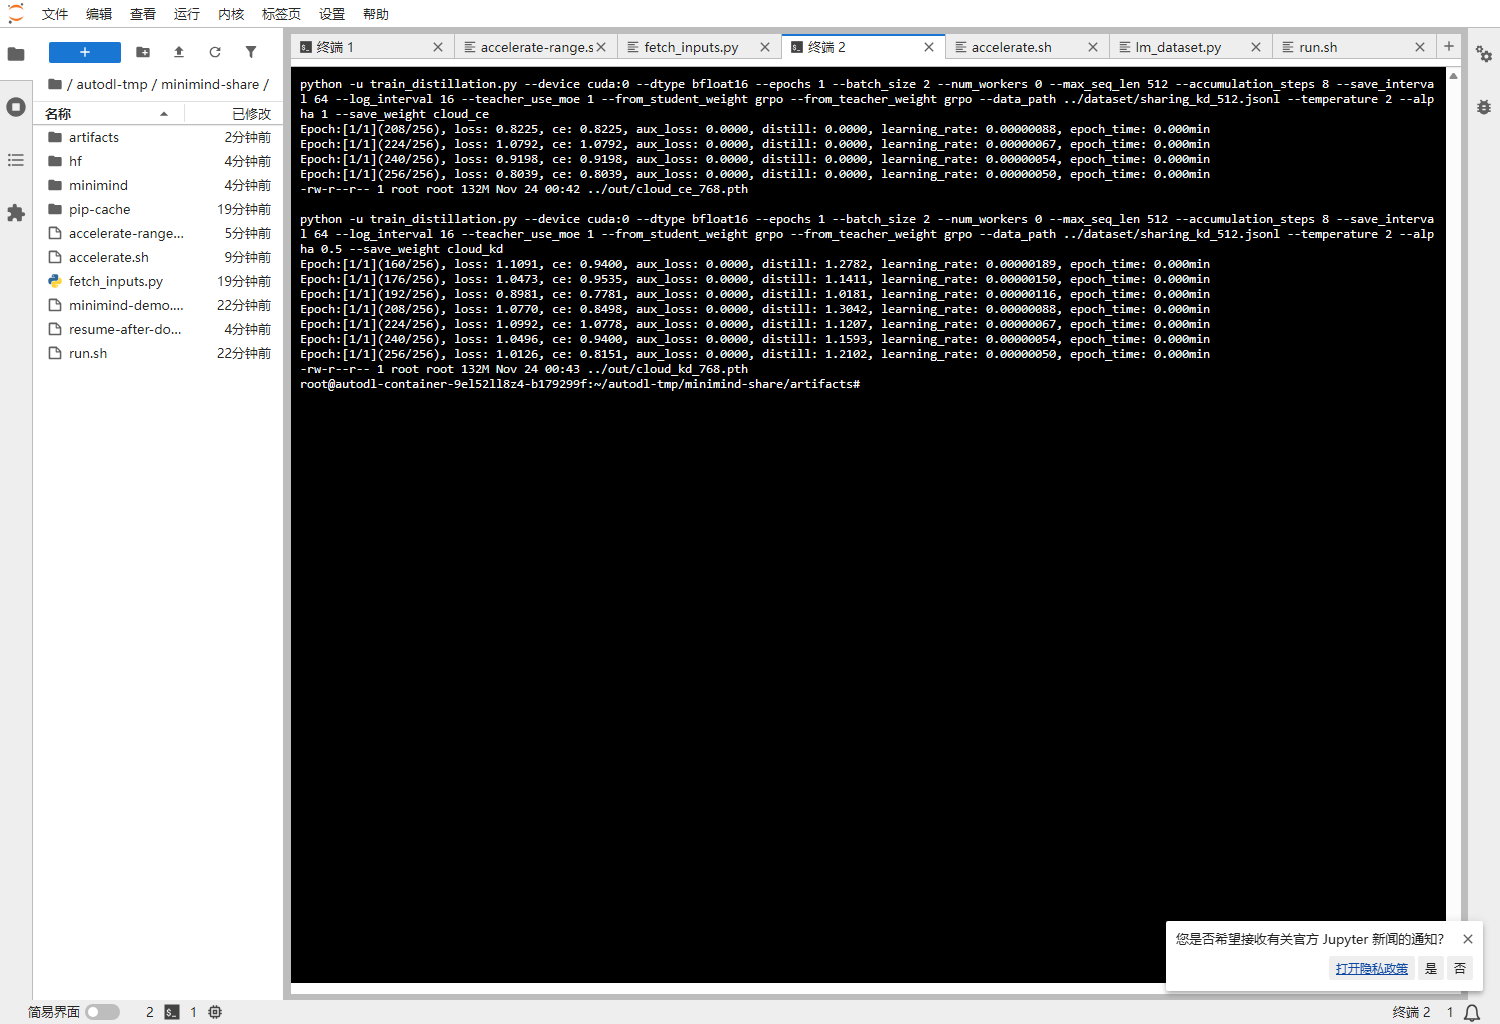 文件 编辑 查看 运行 内核 标签页 设置 帮助
+
/ autodl-tmp / minimind-share /
名称 已修改
artifacts 2分钟前
hf 4分钟前
minimind 4分钟前
pip-cache 19分钟前
accelerate-range... 5分钟前
accelerate.sh 9分钟前
fetch_inputs.py 19分钟前
minimind-demo.... 22分钟前
resume-after-do... 4分钟前
run.sh 22分钟前
终端 1 accelerate-range.s fetch_inputs.py 终端 2 accelerate.sh lm_dataset.py run.sh
python -u train_distillation.py --device cuda:0 --dtype bfloat16 --epochs 1 --batch_size 2 --num_workers 0 --max_seq_len 512 --accumulation_steps 8 --save_interva
l 64 --log_interval 16 --teacher_use_moe 1 --from_student_weight grpo --from_teacher_weight grpo --data_path ../dataset/sharing_kd_512.jsonl --temperature 2 --alp
ha 1 --save_weight cloud_ce
Epoch:[1/1](208/256), loss: 0.8225, ce: 0.8225, aux_loss: 0.0000, distill: 0.0000, learning_rate: 0.00000088, epoch_time: 0.000min
Epoch:[1/1](224/256), loss: 1.0792, ce: 1.0792, aux_loss: 0.0000, distill: 0.0000, learning_rate: 0.00000067, epoch_time: 0.000min
Epoch:[1/1](240/256), loss: 0.9198, ce: 0.9198, aux_loss: 0.0000, distill: 0.0000, learning_rate: 0.00000054, epoch_time: 0.000min
Epoch:[1/1](256/256), loss: 0.8039, ce: 0.8039, aux_loss: 0.0000, distill: 0.0000, learning_rate: 0.00000050, epoch_time: 0.000min
-rw-r--r-- 1 root root 132M Nov 24 00:42 ../out/cloud_ce_768.pth
python -u train_distillation.py --device cuda:0 --dtype bfloat16 --epochs 1 --batch_size 2 --num_workers 0 --max_seq_len 512 --accumulation_steps 8 --save_interva
l 64 --log_interval 16 --teacher_use_moe 1 --from_student_weight grpo --from_teacher_weight grpo --data_path ../dataset/sharing_kd_512.jsonl --temperature 2 --alp
ha 0.5 --save_weight cloud_kd
Epoch:[1/1](160/256), loss: 1.1091, ce: 0.9400, aux_loss: 0.0000, distill: 1.2782, learning_rate: 0.00000189, epoch_time: 0.000min
Epoch:[1/1](176/256), loss: 1.0473, ce: 0.9535, aux_loss: 0.0000, distill: 1.1411, learning_rate: 0.00000150, epoch_time: 0.000min
Epoch:[1/1](192/256), loss: 0.8981, ce: 0.7781, aux_loss: 0.0000, distill: 1.0181, learning_rate: 0.00000116, epoch_time: 0.000min
Epoch:[1/1](208/256), loss: 1.0770, ce: 0.8498, aux_loss: 0.0000, distill: 1.3042, learning_rate: 0.00000088, epoch_time: 0.000min
Epoch:[1/1](224/256), loss: 1.0992, ce: 1.0778, aux_loss: 0.0000, distill: 1.1207, learning_rate: 0.00000067, epoch_time: 0.000min
Epoch:[1/1](240/256), loss: 1.0496, ce: 0.9400, aux_loss: 0.0000, distill: 1.1593, learning_rate: 0.00000054, epoch_time: 0.000min
Epoch:[1/1](256/256), loss: 1.0126, ce: 0.8151, aux_loss: 0.0000, distill: 1.2102, learning_rate: 0.00000050, epoch_time: 0.000min
-rw-r--r-- 1 root root 132M Nov 24 00:43 ../out/cloud_kd_768.pth
root@autodl-container-9el52ll8z4-b179299f:~/autodl-tmp/minimind-share/artifacts#
您是否希望接收有关官方 Jupyter 新闻的通知?
打开隐私政策 是 否
简易界面 2 1 终端 2 1